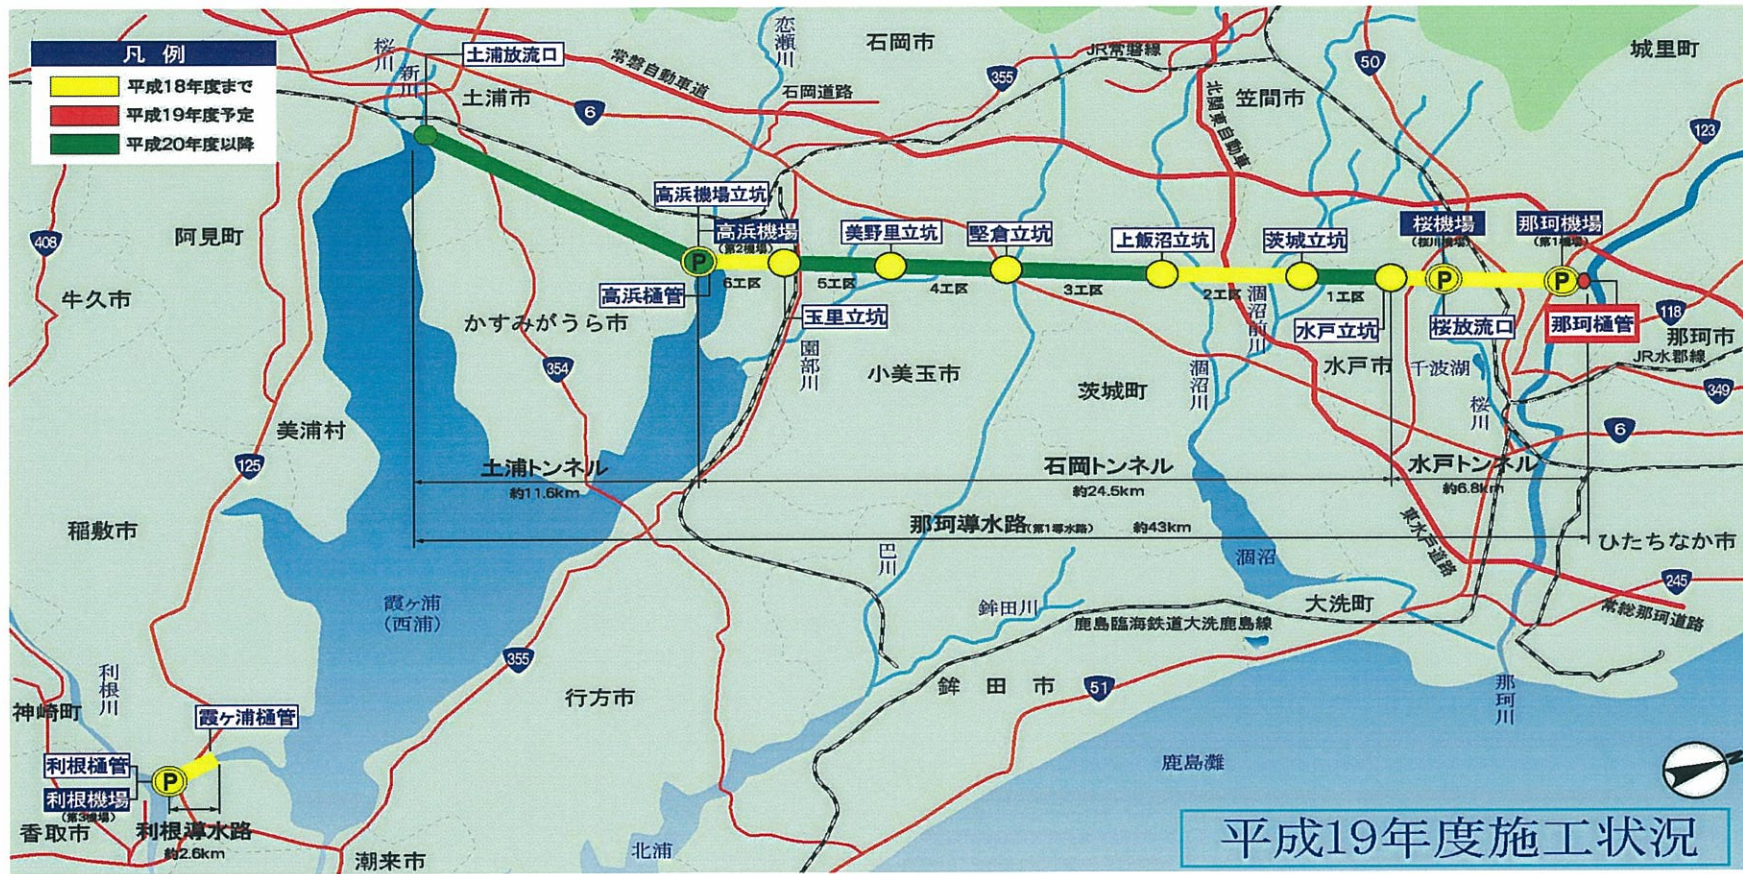 凡例
平成18年度まで
平成19年度予定
平成20年度以降
桜川
新川
土浦放流口
土浦市
常磐自動車道
6
恋瀬川
石岡市
石岡道路
355
JR常磐線
北関東自動車
笠間市
50
城里町
123
408
阿見町
牛久市
高浜機場立坑
高浜機場
(第2機場)
高浜樋管
かすみがうら市
354
6工区
玉里立坑
園部川
5工区
美野里立坑
4工区
堅倉立坑
3工区
上飯沼立坑
2工区
涸沼前川
涸沼川
茨城立坑
1工区
水戸立坑
桜機場
(桜川機場)
桜放流口
那珂機場
(第1機場)
那珂樋管
118
那珂市
JR水郡線
349
小美玉市
茨城町
水戸市
千波湖
桜川
6
美浦村
125
土浦トンネル
約11.6km
石岡トンネル
約24.5km
水戸トンネル
約6.8km
那珂導水路(第1導水路) 約43km
稲敷市
霞ヶ浦
(西浦)
巴川
鉾田川
涸沼
東水戸道路
ひたちなか市
245
常総那珂道路
大洗町
鹿島臨海鉄道大洗鹿島線
355
行方市
鉾田市
51
那珂川
鹿島灘
利根川
神崎町
霞ヶ浦樋管
利根樋管
利根機場
(第3機場)
P
P
P
P
香取市
利根導水路
約2.6km
潮来市
北浦
平成19年度施工状況